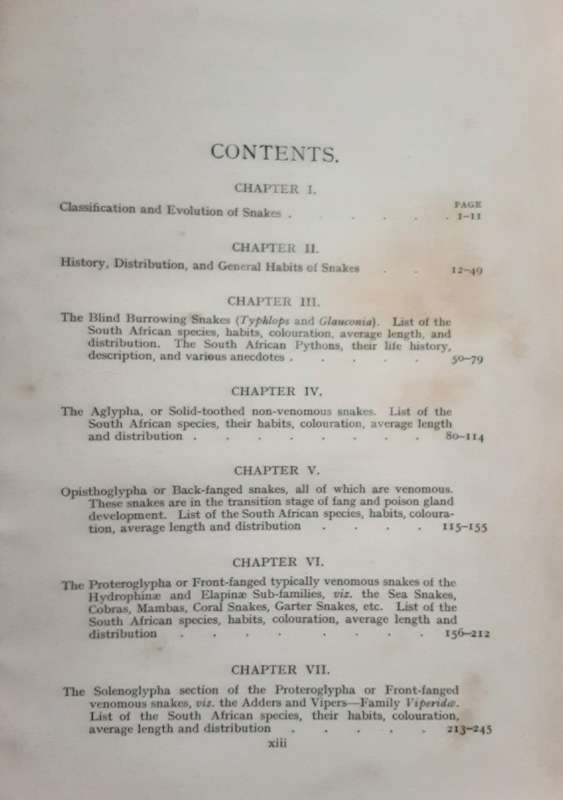 CONTENTS.
CHAPTER I.
PAGE
Classification and Evolution of Snakes . . . . . 1–11
CHAPTER II.
History, Distribution, and General Habits of Snakes . . 12–49
CHAPTER III.
The Blind Burrowing Snakes (Typhlops and Glauconia). List of the
South African species, habits, colouration, average length, and
distribution. The South African Pythons, their life history,
description, and various anecdotes . . . . . 50–79
CHAPTER IV.
The Aglypha, or Solid-toothed non-venomous snakes. List of the
South African species, their habits, colouration, average length
and distribution . . . . . . . . 80–114
CHAPTER V.
Opisthoglypha or Back-fanged snakes, all of which are venomous.
These snakes are in the transition stage of fang and poison gland
development. List of the South African species, habits, coloura-
tion, average length and distribution . . . . 115–155
CHAPTER VI.
The Proteroglypha or Front-fanged typically venomous snakes of the
Hydrophinæ and Elapinæ Sub-families, viz. the Sea Snakes,
Cobras, Mambas, Coral Snakes, Garter Snakes, etc. List of the
South African species, habits, colouration, average length and
distribution . . . . . . . . 156–212
CHAPTER VII.
The Solenoglypha section of the Proteroglypha or Front-fanged
venomous snakes, viz. the Adders and Vipers—Family Viperidæ.
List of the South African species, their habits, colouration,
average length and distribution . . . . . 213–245
xiii